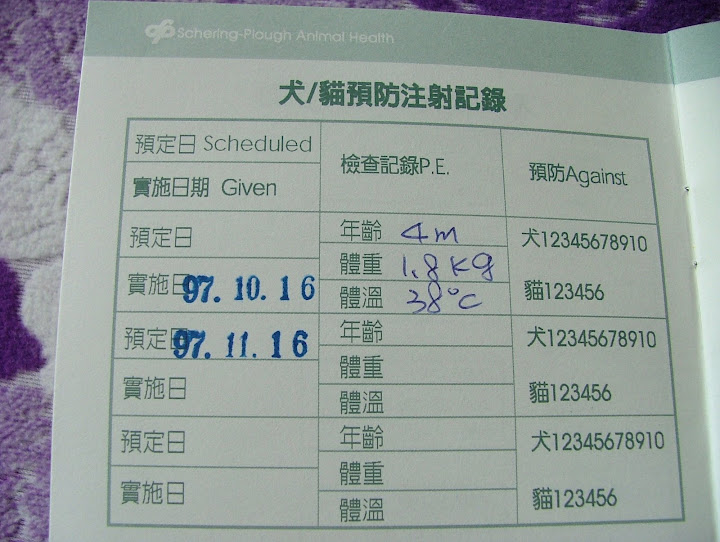 Schering-Plough Animal Health
犬/貓預防注射記錄
預定日 Scheduled
實施日期 Given
檢查記錄P.E.
預防Against
預定日
實施日 97.10.16
年齡 4m
體重 1.8Kg
體溫 38°C
犬12345678910
貓123456
預定日 97.11.16
實施日
年齡
體重
體溫
犬12345678910
貓123456
預定日
實施日
年齡
體重
體溫
犬12345678910
貓123456